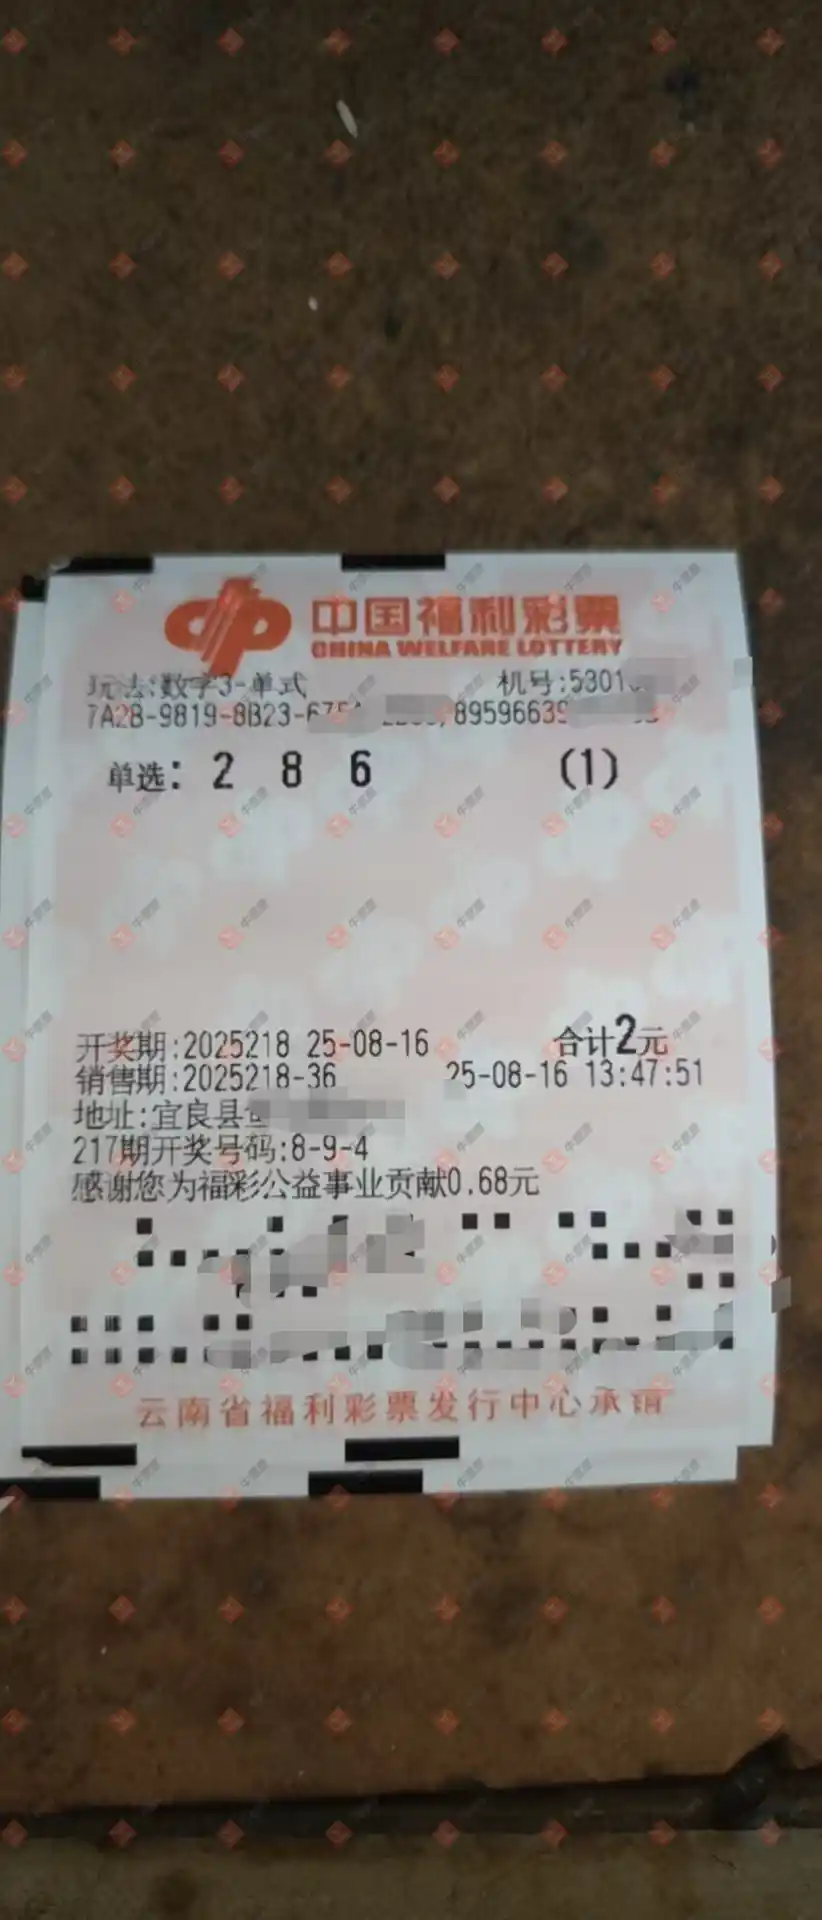 中国福利彩票
CHINA WELFARE LOTTERY
玩法:数字3-单式 机号:5301
7A2B-9819-8B23-67 8959663
单选: 2 8 6 (1)
开奖期:2025218 25-08-16 合计2元
销售期:2025218-36 25-08-16 13:47:51
地址:宜良县
217期开奖号码:8-9-4
感谢您为福彩公益事业贡献0.68元
云南省福利彩票发行中心承销